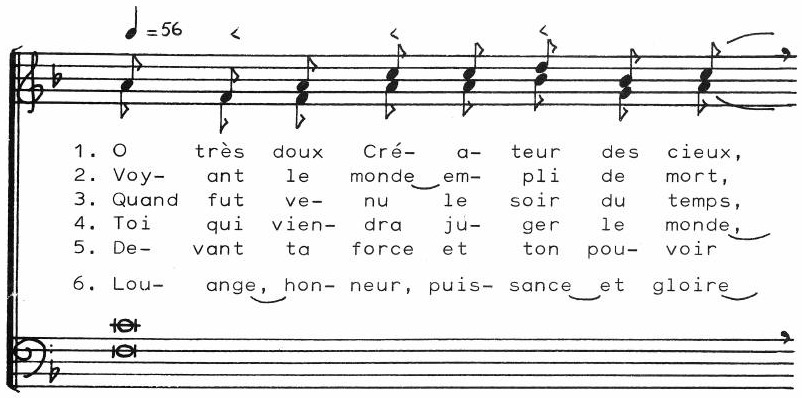 = 56
1. O très doux Cré- a- teur des cieux,
2. Voy- ant le monde em- pli de mort,
3. Quand fut ve- nu le soir du temps,
4. Toi qui vien- dra ju- ger le monde,
5. De- vant ta force et ton pou- voir
6. Lou- ange, hon- neur, puis- sance et gloire